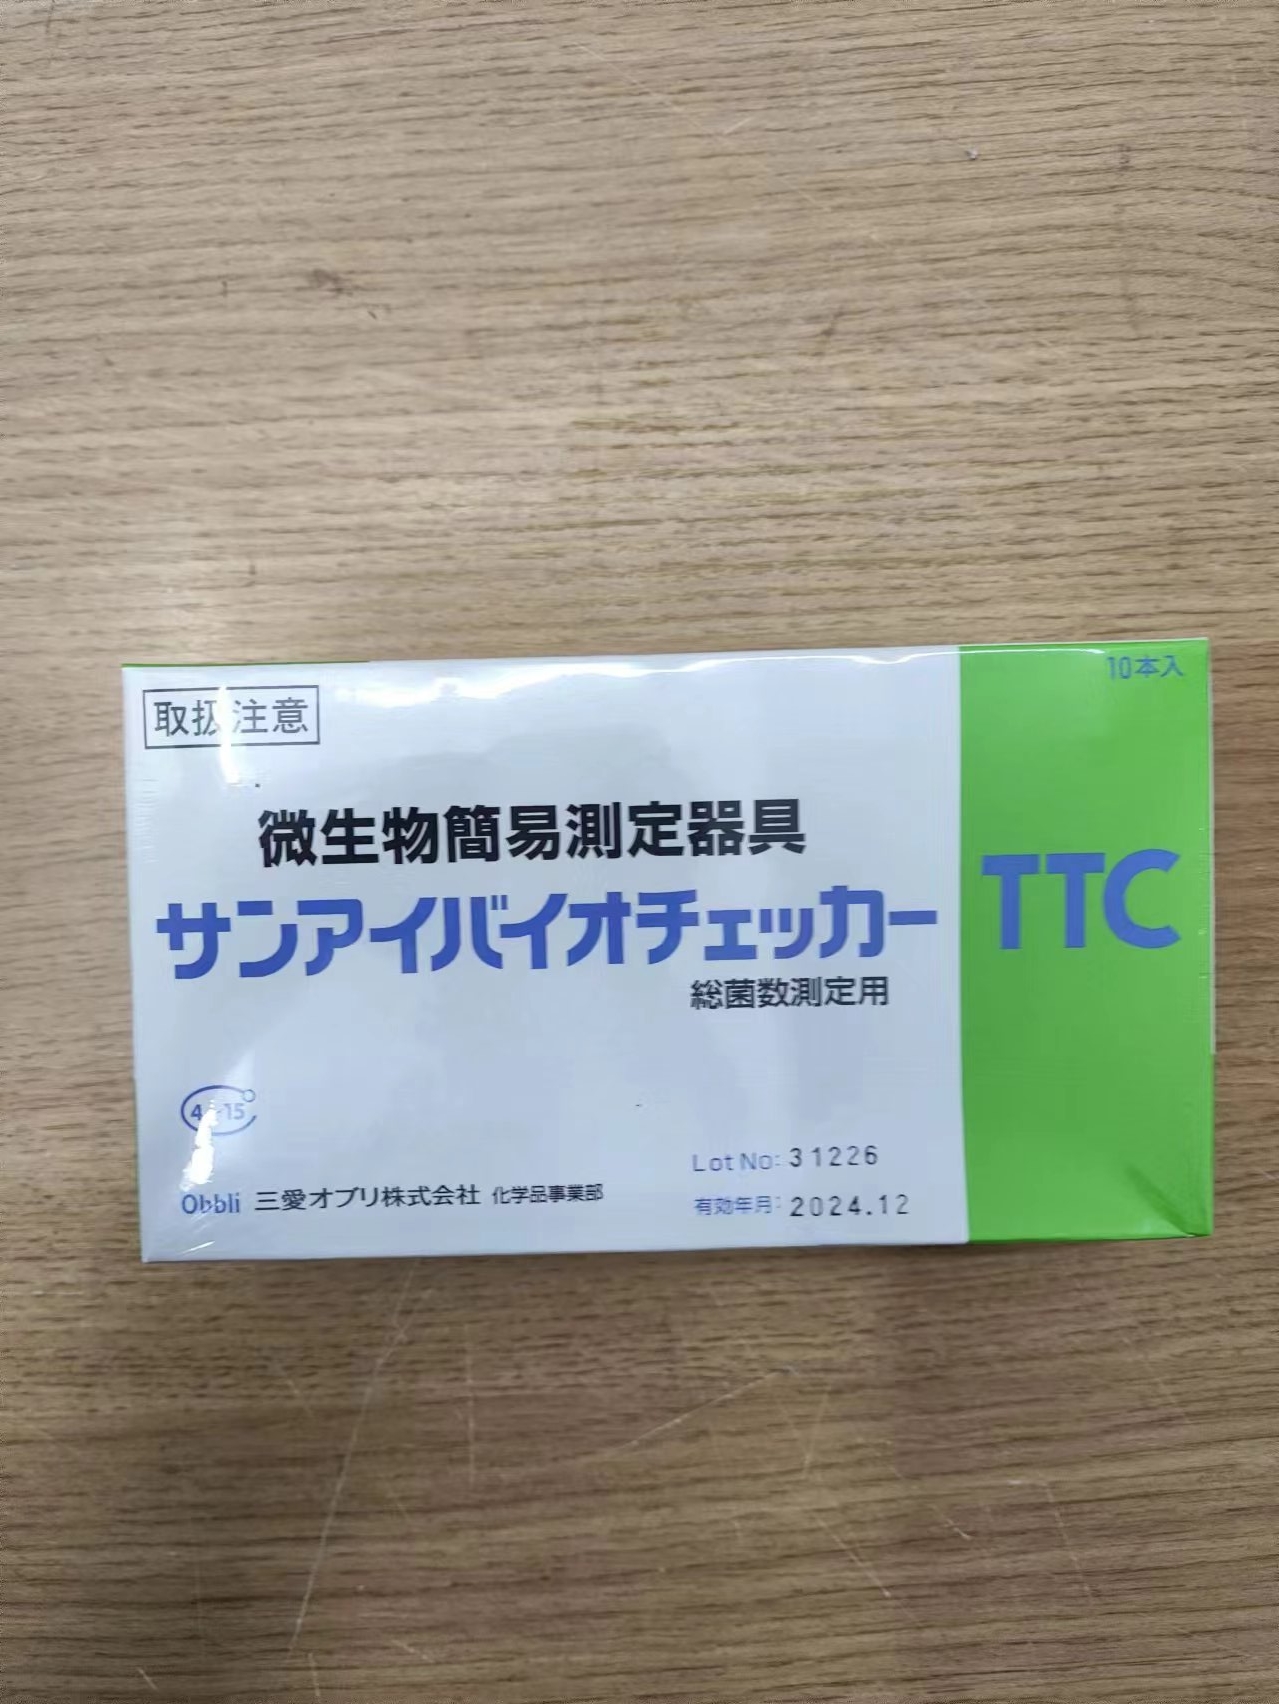 10本入
取扱注意
微生物簡易測定器具
サンアイバイオチェッカー
TTC
総菌数測定用
Lot No: 31226
Obbli 三愛オブリ株式会社 化学品事業部
有効年月: 2024.12